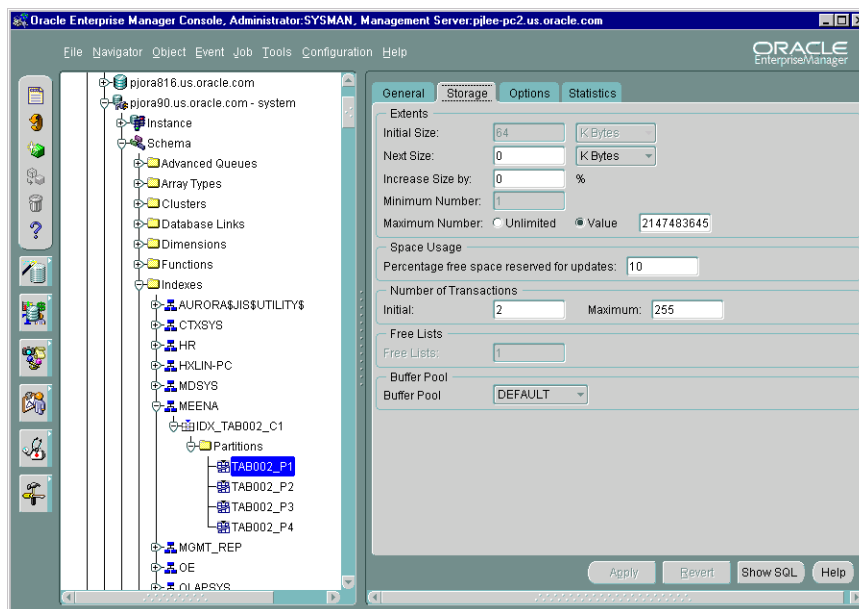 Oracle Enterprise Manager Console, Administrator:SYSMAN, Management Server:pjlee-pc2.us.oracle.com
File Navigator Object Event Job Tools Configuration Help
ORACLE
EnterpriseManager
pjora816.us.oracle.com
pjora90.us.oracle.com - system
Instance
Schema
Advanced Queues
Array Types
Clusters
Database Links
Dimensions
Functions
Indexes
AURORA$JIS$UTILITY$
CTXSYS
HR
HXLIN-PC
MDSYS
MEENA
IDX_TAB002_C1
Partitions
TAB002_P1
TAB002_P2
TAB002_P3
TAB002_P4
MGMT_REP
OE
OLAPSYS
General Storage Options Statistics
Extents
Initial Size: 64 K Bytes
Next Size: 0 K Bytes
Increase Size by: 0 %
Minimum Number: 1
Maximum Number: Unlimited Value 2147483645
Space Usage
Percentage free space reserved for updates: 10
Number of Transactions
Initial: 2 Maximum: 255
Free Lists
Free Lists: 1
Buffer Pool
Buffer Pool DEFAULT
Apply Revert Show SQL Help